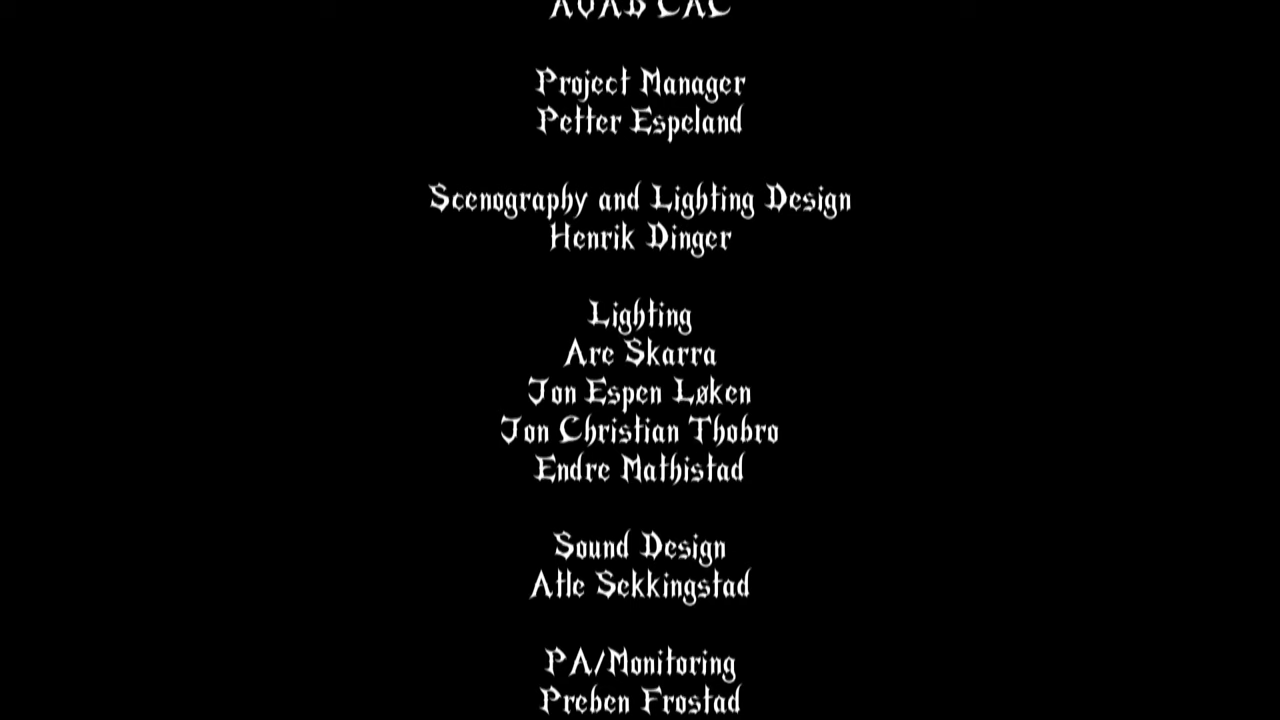 Project Manager
Petter Espeland
Scenography and Lighting Design
Henrik Dinger
Lighting
Are Skarra
Jon Espen Løken
Jon Christian Thobro
Endre Mathistad
Sound Design
Atle Sekkingstad
PA/Monitoring
Preben Frostad